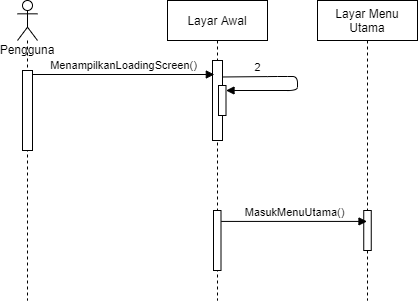 Layar Awal
Layar Menu
Utama
Pengguna
MenampilkanLoadingScreen()
2
MasukMenuUtama()